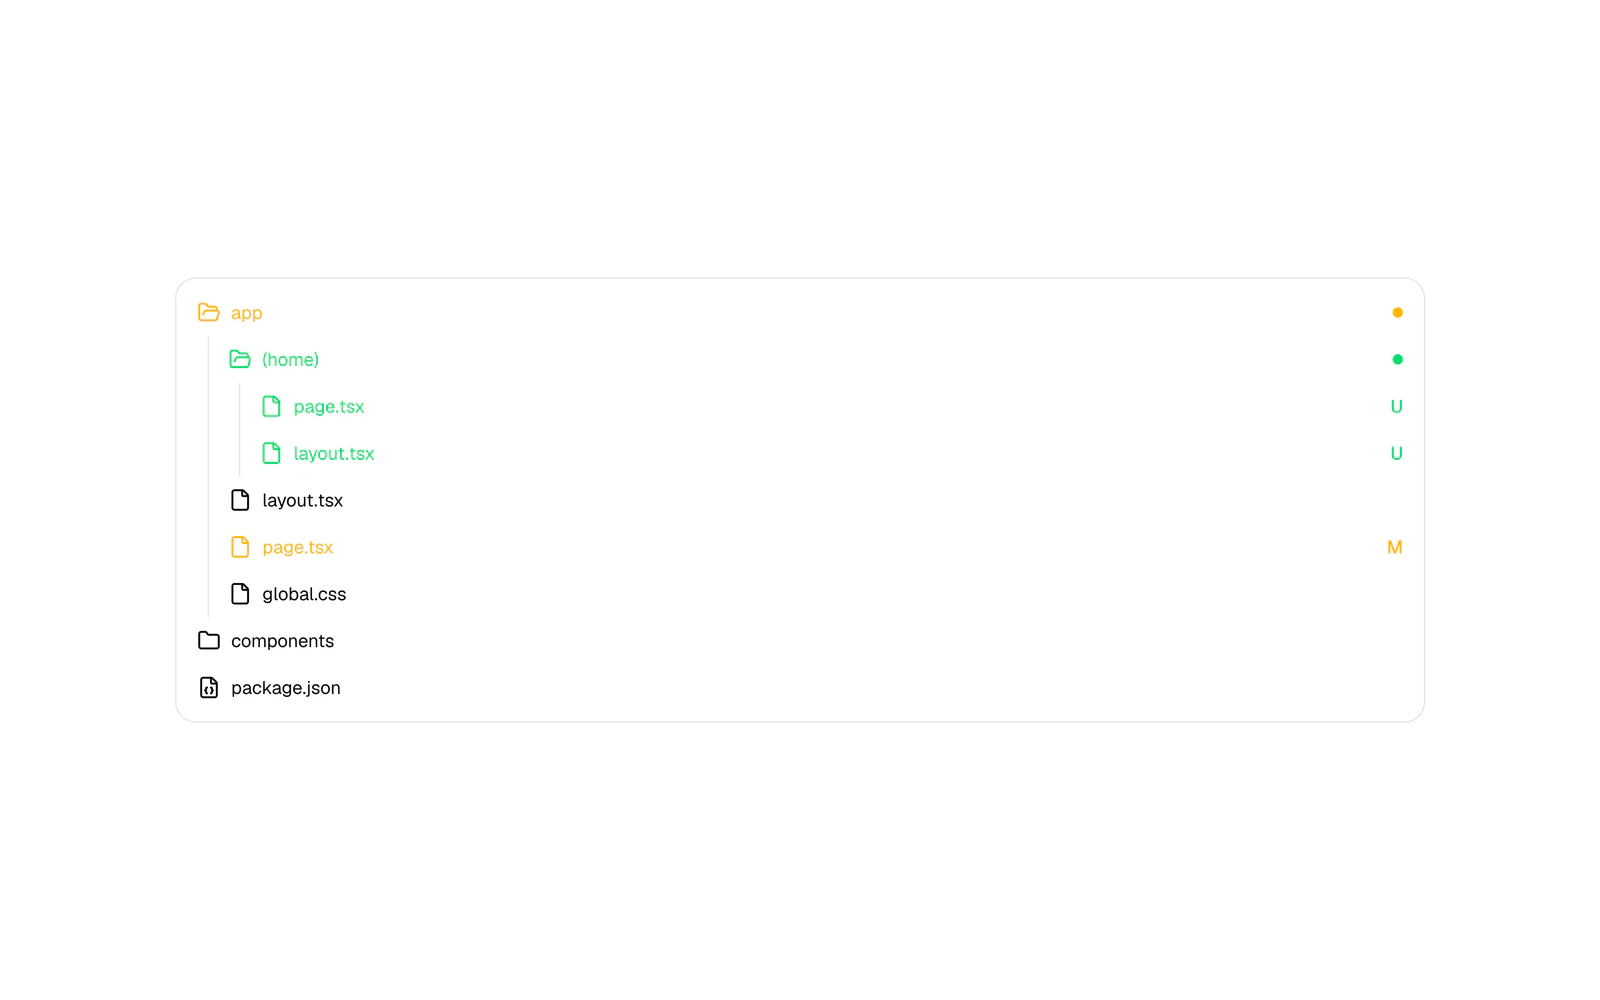 app
(home)
page.tsx U
layout.tsx U
layout.tsx
page.tsx M
global.css
components
package.json